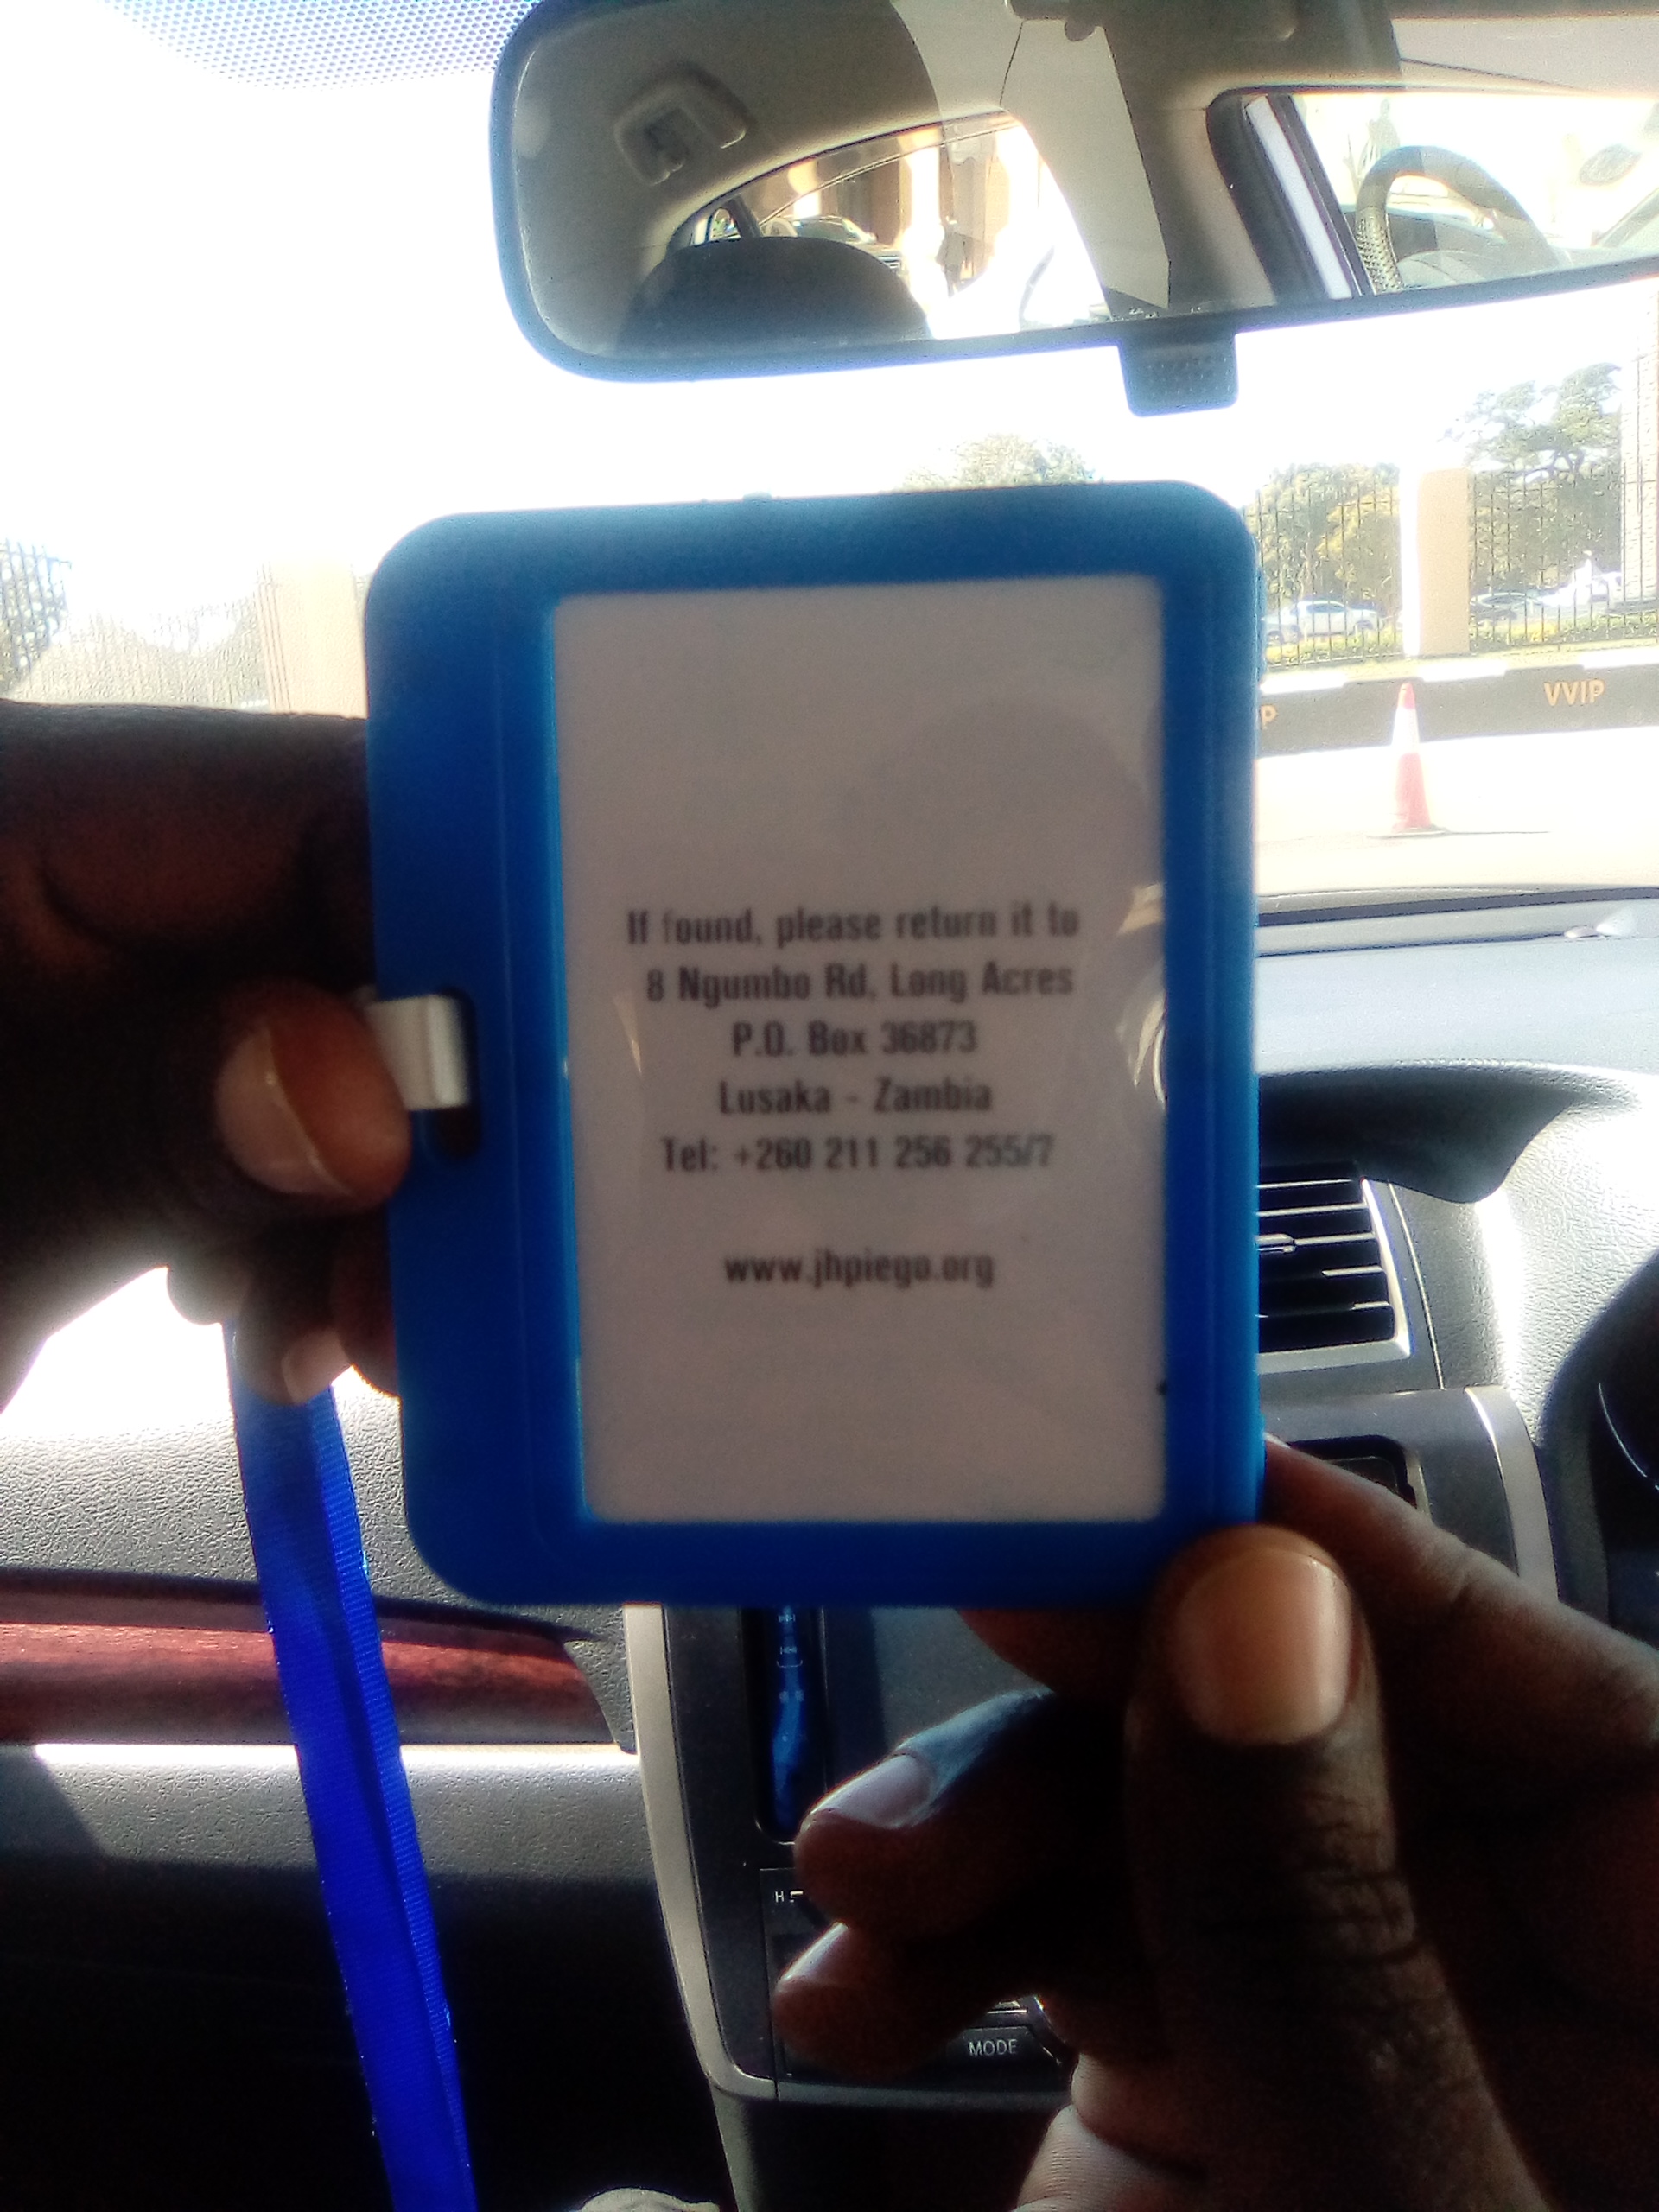 If found, please return it to
8 Ngumbo Rd, Long Acres
P.O. Box 36873
Lusaka - Zambia
Tel: +260 211 256 255/7
www.jhpiego.org
VVIP
MODE